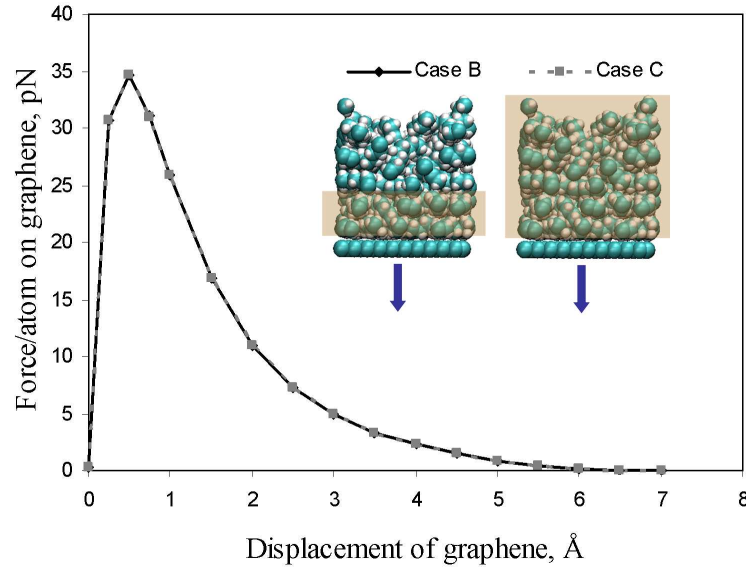 40
35
30
25
20
15
10
5
0
Force/atom on graphene, pN
Case B
Case C
0 1 2 3 4 5 6 7 8
Displacement of graphene, Å